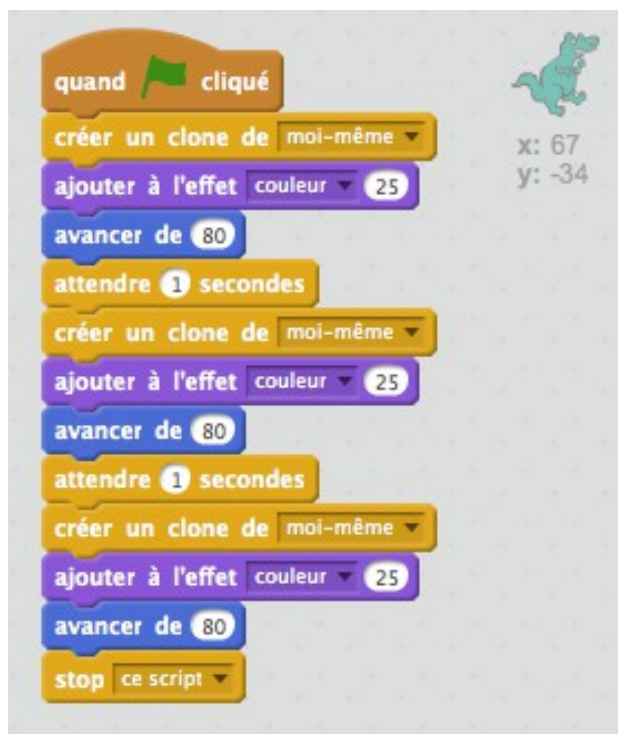 quand cliqué
créer un clone de moi-même
ajouter à l'effet couleur 25
avancer de 80
attendre 1 secondes
créer un clone de moi-même
ajouter à l'effet couleur 25
avancer de 80
attendre 1 secondes
créer un clone de moi-même
ajouter à l'effet couleur 25
avancer de 80
stop ce script
x: 67
y: -34